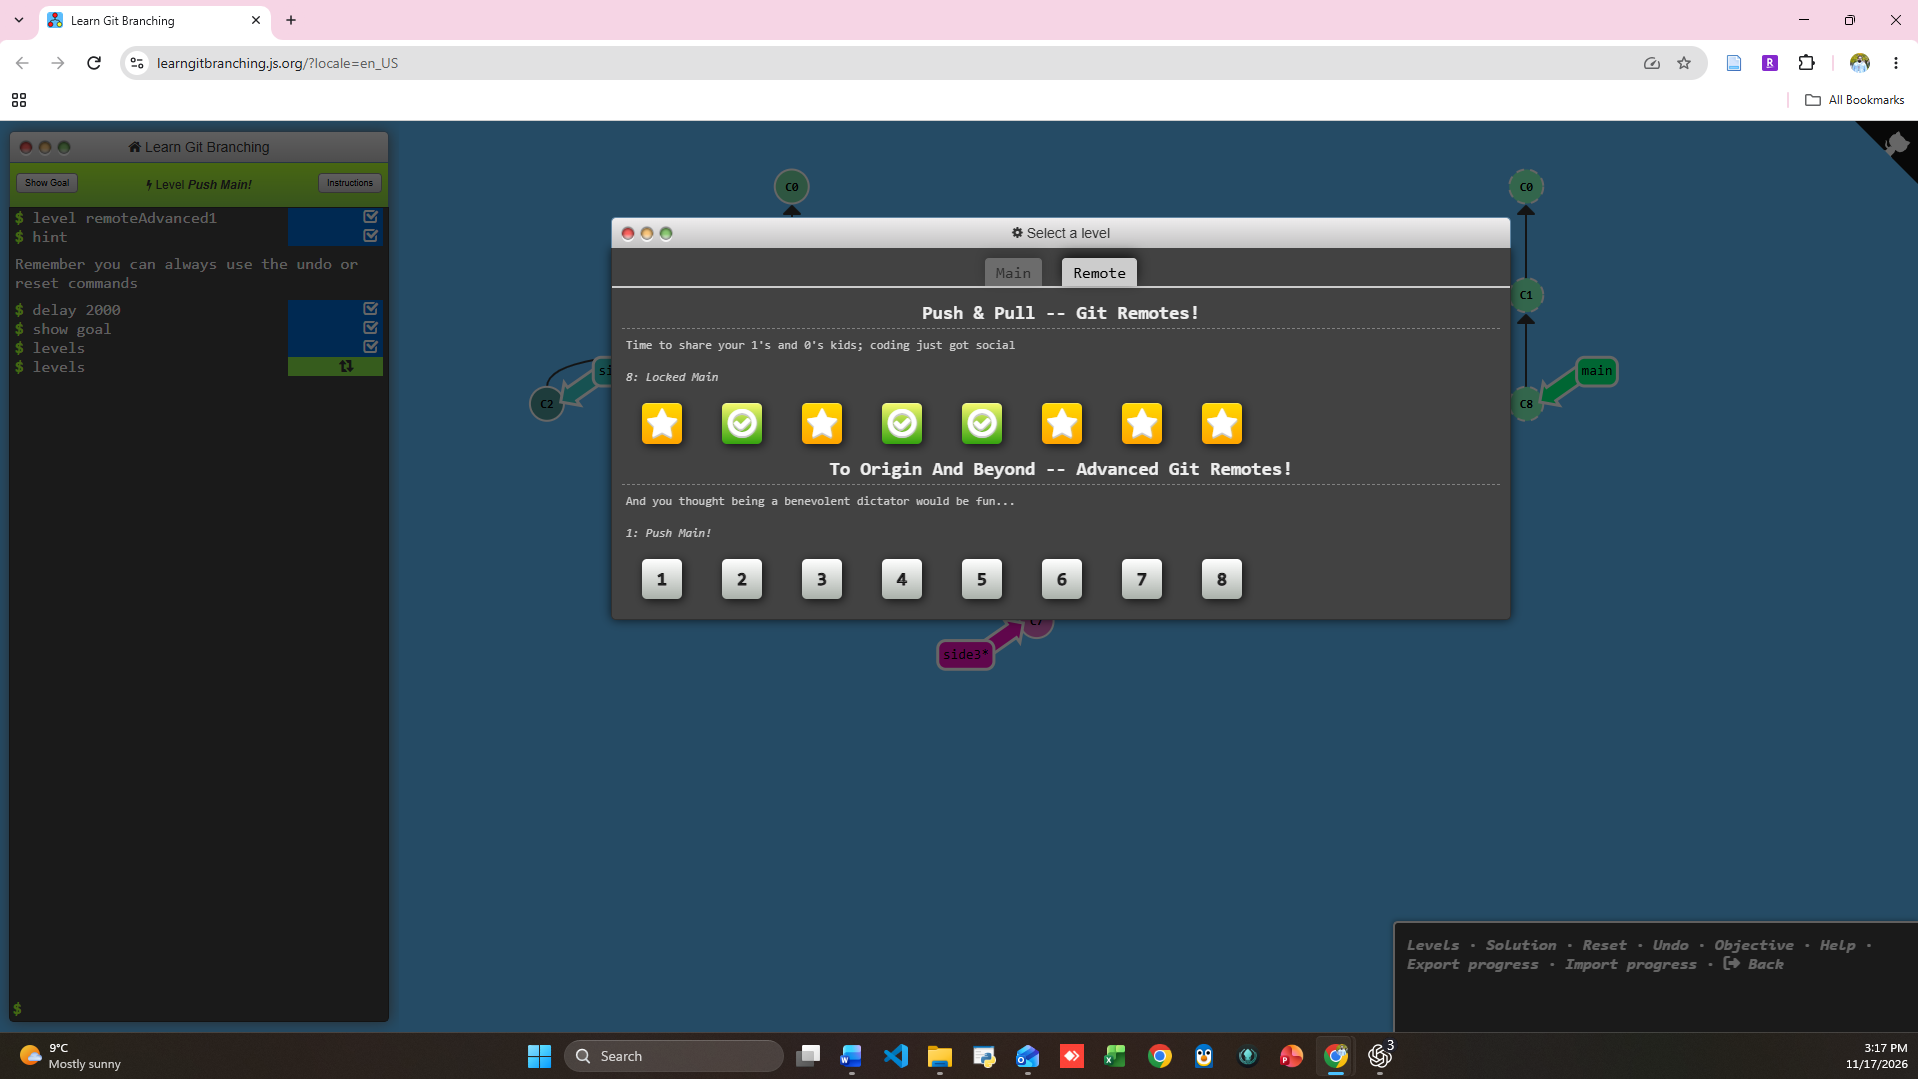 Learn Git Branching
learngitbranching.js.org/?locale=en_US
All Bookmarks
Learn Git Branching
Show Goal
Level Push Main!
Instructions
$ level remoteAdvanced1
$ hint
Remember you can always use the undo or
reset commands
$ delay 2000
$ show goal
$ levels
$ levels
$
C0
C2
C0
C1
C8
main
side3*
Select a level
Main
Remote
Push & Pull -- Git Remotes!
Time to share your 1's and 0's kids; coding just got social
8: Locked Main
To Origin And Beyond -- Advanced Git Remotes!
And you thought being a benevolent dictator would be fun...
1: Push Main!
1 2 3 4 5 6 7 8
Levels · Solution · Reset · Undo · Objective · Help ·
Export progress · Import progress · Back
9°C
Mostly sunny
Search
3
3:17 PM
11/17/2026